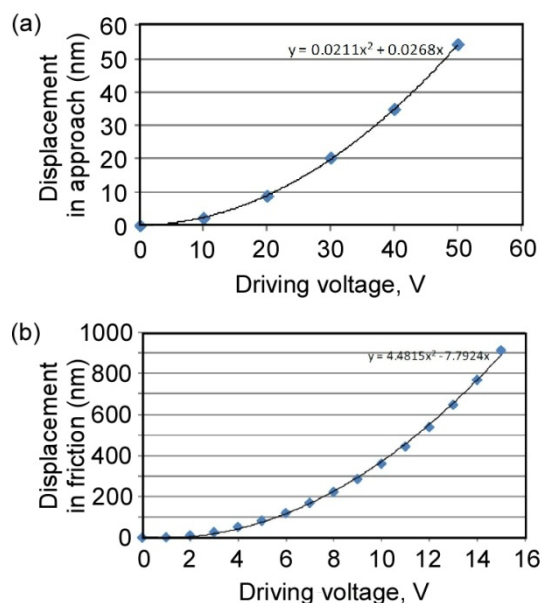 (a)
60
50
40
30
20
10
0
y = 0.0211x² + 0.0268x
Displacement
in approach (nm)
0 10 20 30 40 50 60
Driving voltage, V
(b)
1000
800
600
400
200
0
y = 4.4815x² - 7.7924x
Displacement
in friction (nm)
0 2 4 6 8 10 12 14 16
Driving voltage, V